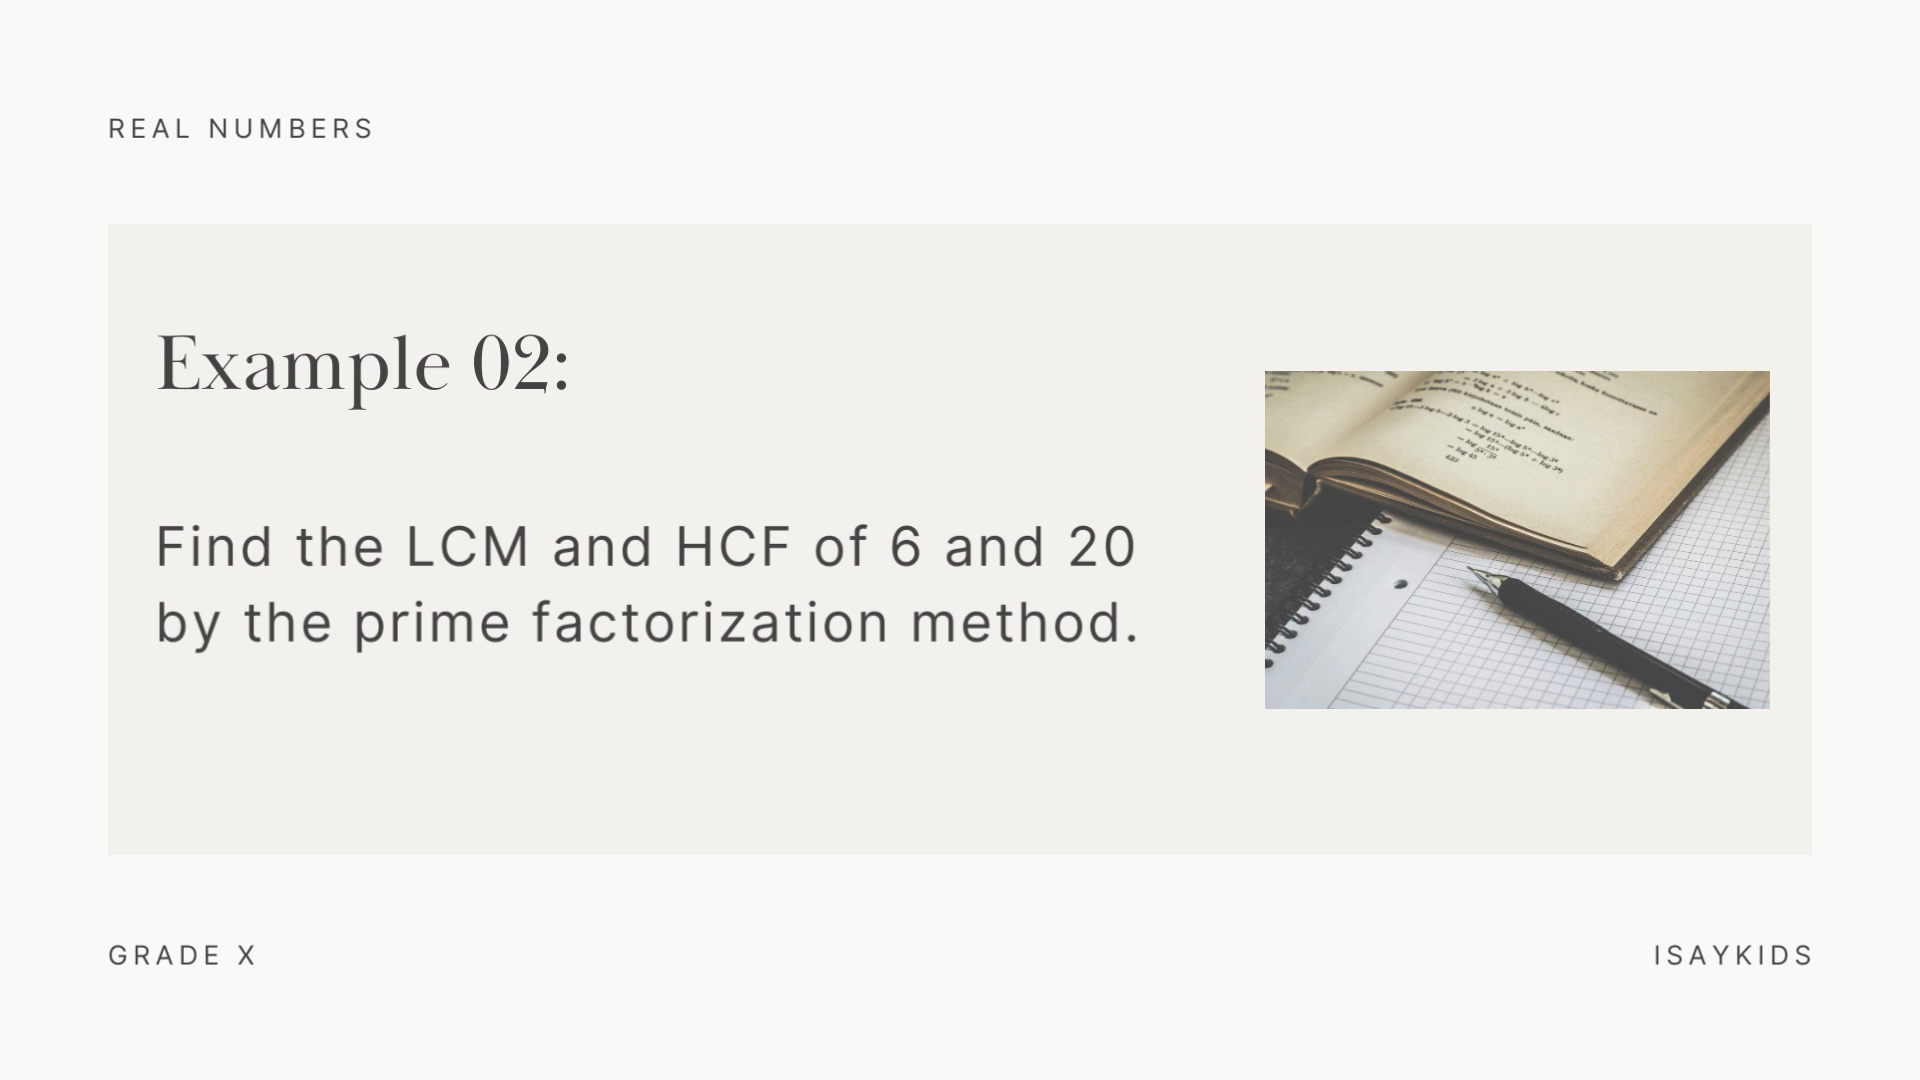 REAL NUMBERS
Example 02:
Find the LCM and HCF of 6 and 20
by the prime factorization method.
GRADE X
ISAYKIDS